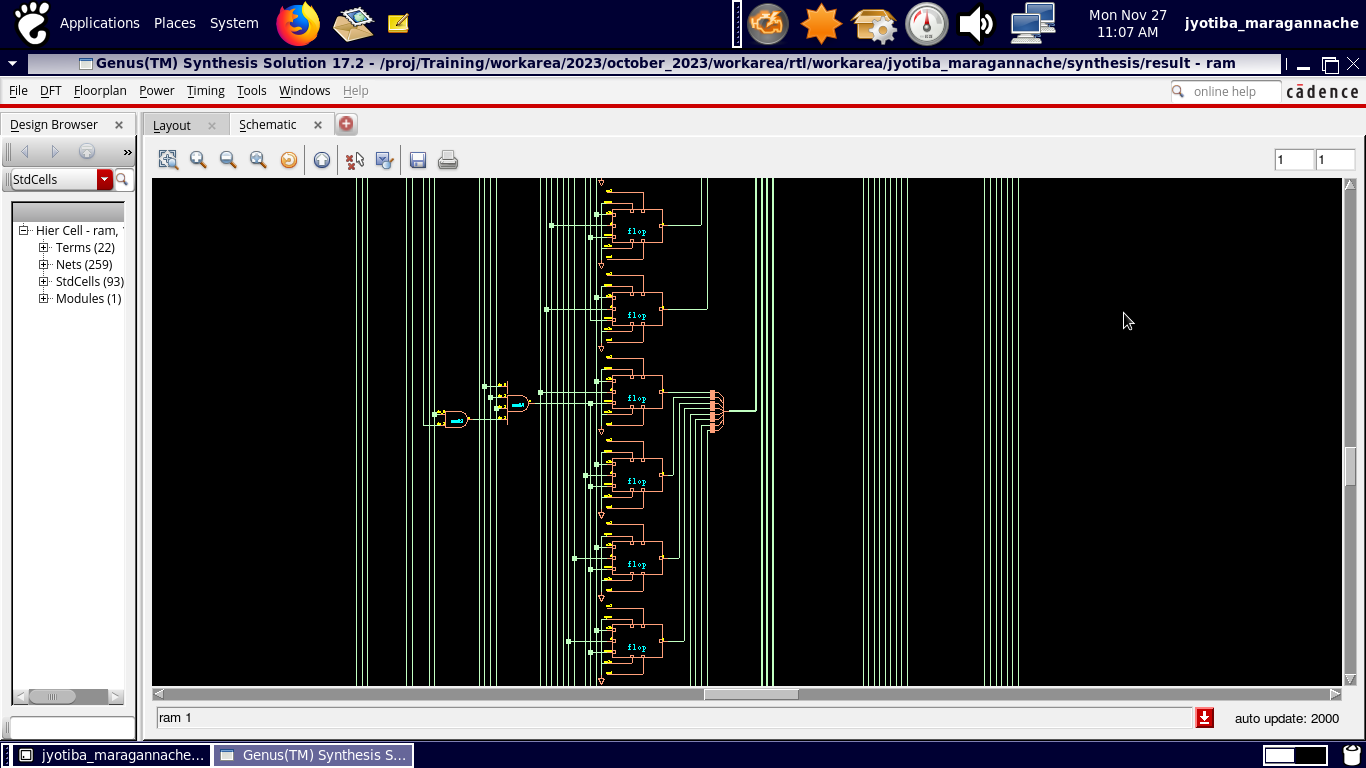 Applications Places System
Mon Nov 27
11:07 AM
jyotiba_maragannache
Genus(TM) Synthesis Solution 17.2 - /proj/Training/workarea/2023/october_2023/workarea/rtl/workarea/jyotiba_maragannache/synthesis/result - ram
File DFT Floorplan Power Timing Tools Windows Help
online help
cādence
Design Browser
Layout
Schematic
»
1 1
StdCells
Hier Cell - ram,
Terms (22)
Nets (259)
StdCells (93)
Modules (1)
flop
flop
flop
flop
flop
flop
ram 1
auto update: 2000
jyotiba_maragannache...
Genus(TM) Synthesis S...